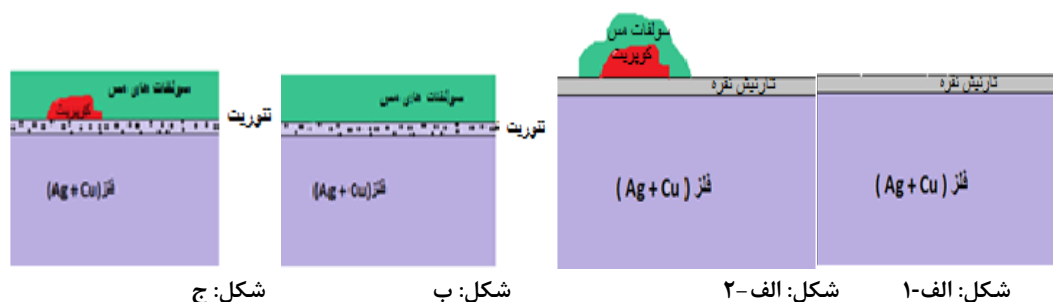 سولفات مس
کوپریت
تارنیش نقره
فلز ( Ag + Cu )
شکل: الف-۲
تارنیش نقره
فلز ( Ag + Cu )
شکل: الف-۱
سولفات های مس
تنوریت
فلز(Ag + Cu)
شکل: ب
سولفات های مس
کوپریت
تنوریت
فلز(Ag + Cu)
شکل: ج